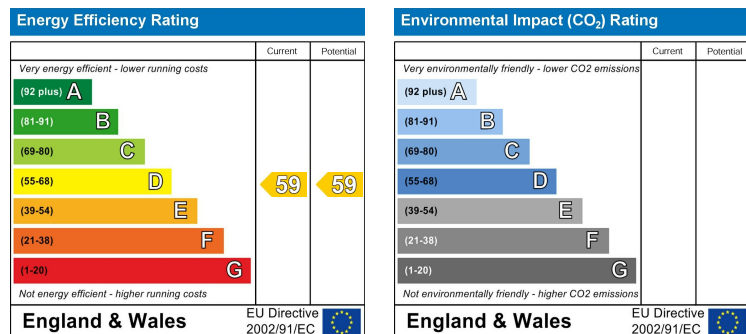 Energy Efficiency Rating
Current Potential
Very energy efficient - lower running costs
(92 plus) A
(81-91) B
(69-80) C
(55-68) D 59 59
(39-54) E
(21-38) F
(1-20) G
Not energy efficient - higher running costs
England & Wales
EU Directive
2002/91/EC
Environmental Impact (CO₂) Rating
Current Potential
Very environmentally friendly - lower CO2 emissions
(92 plus) A
(81-91) B
(69-80) C
(55-68) D
(39-54) E
(21-38) F
(1-20) G
Not environmentally friendly - higher CO2 emissions
England & Wales
EU Directive
2002/91/EC